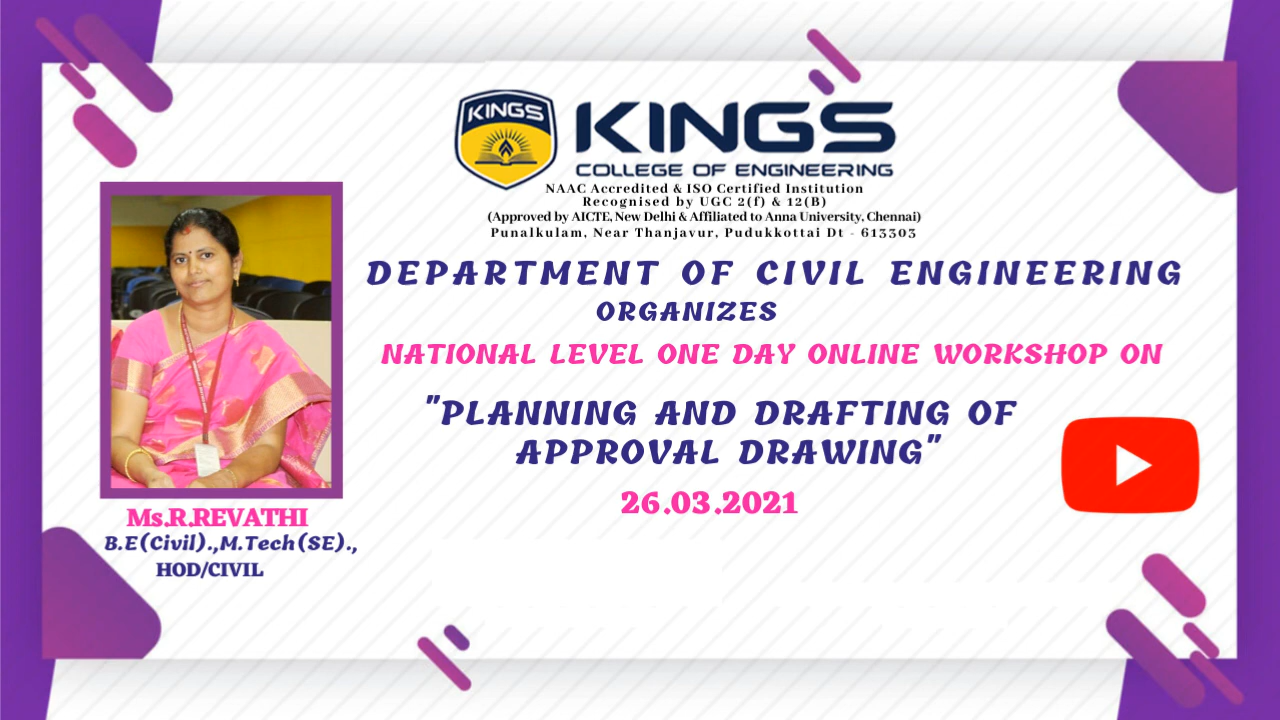 KINGS
KINGS
COLLEGE OF ENGINEERING
NAAC Accredited & ISO Certified Institution
Recognised by UGC 2(f) & 12(B)
(Approved by AICTE, New Delhi & Affiliated to Anna University, Chennai)
Punalkulam, Near Thanjavur, Pudukkottai Dt - 613303
DEPARTMENT OF CIVIL ENGINEERING
ORGANIZES
NATIONAL LEVEL ONE DAY ONLINE WORKSHOP ON
"PLANNING AND DRAFTING OF
APPROVAL DRAWING"
26.03.2021
Ms.R.REVATHI
B.E(Civil).,M.Tech(SE).,
HOD/CIVIL